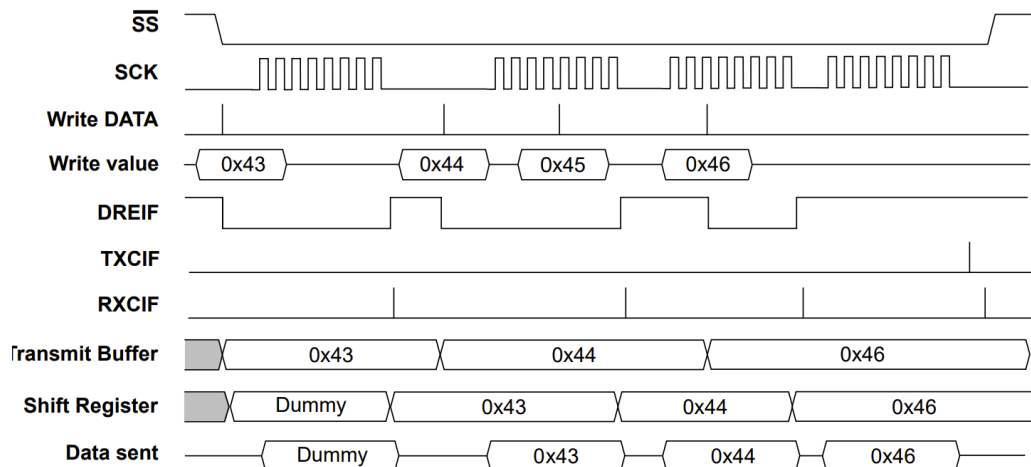 SS
SCK
Write DATA
Write value 0x43 0x44 0x45 0x46
DREIF
TXCIF
RXCIF
Transmit Buffer 0x43 0x44 0x46
Shift Register Dummy 0x43 0x44 0x46
Data sent Dummy 0x43 0x44 0x46